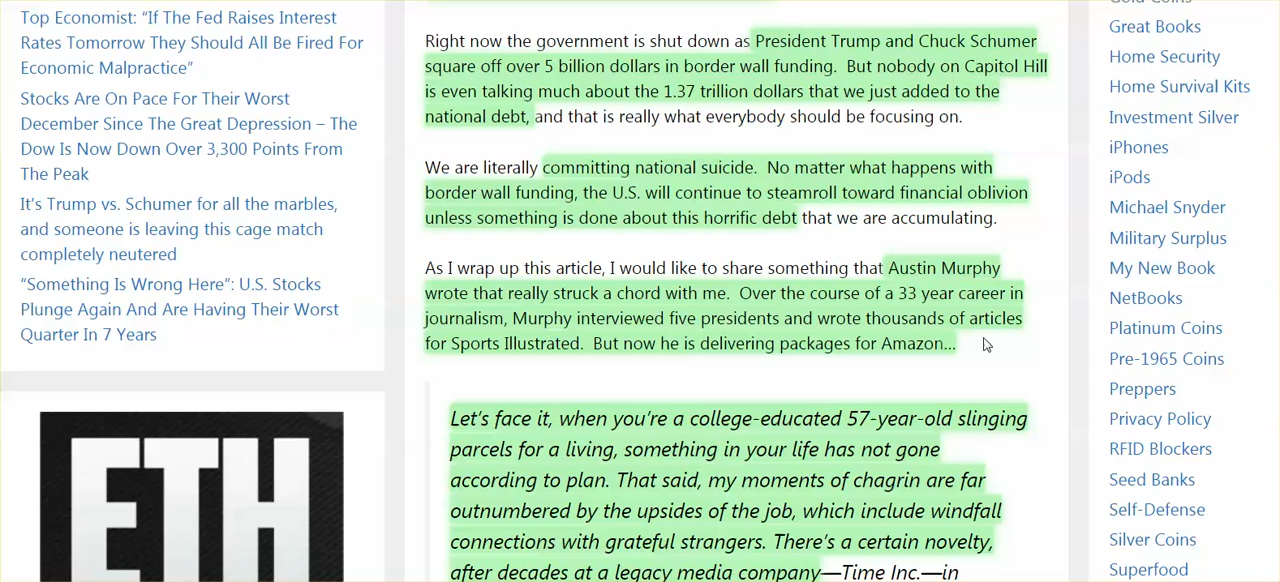 Top Economist: “If The Fed Raises Interest
Rates Tomorrow They Should All Be Fired For
Economic Malpractice”
Stocks Are On Pace For Their Worst
December Since The Great Depression – The
Dow Is Now Down Over 3,300 Points From
The Peak
It’s Trump vs. Schumer for all the marbles,
and someone is leaving this cage match
completely neutered
“Something Is Wrong Here”: U.S. Stocks
Plunge Again And Are Having Their Worst
Quarter In 7 Years
ETH
Right now the government is shut down as President Trump and Chuck Schumer
square off over 5 billion dollars in border wall funding.  But nobody on Capitol Hill
is even talking much about the 1.37 trillion dollars that we just added to the
national debt, and that is really what everybody should be focusing on.
We are literally committing national suicide.  No matter what happens with
border wall funding, the U.S. will continue to steamroll toward financial oblivion
unless something is done about this horrific debt that we are accumulating.
As I wrap up this article, I would like to share something that Austin Murphy
wrote that really struck a chord with me.  Over the course of a 33 year career in
journalism, Murphy interviewed five presidents and wrote thousands of articles
for Sports Illustrated.  But now he is delivering packages for Amazon…
Let’s face it, when you’re a college-educated 57-year-old slinging
parcels for a living, something in your life has not gone
according to plan. That said, my moments of chagrin are far
outnumbered by the upsides of the job, which include windfall
connections with grateful strangers. There’s a certain novelty,
after decades at a legacy media company—Time Inc.—in
Gold Coins
Great Books
Home Security
Home Survival Kits
Investment Silver
iPhones
iPods
Michael Snyder
Military Surplus
My New Book
NetBooks
Platinum Coins
Pre-1965 Coins
Preppers
Privacy Policy
RFID Blockers
Seed Banks
Self-Defense
Silver Coins
Superfood